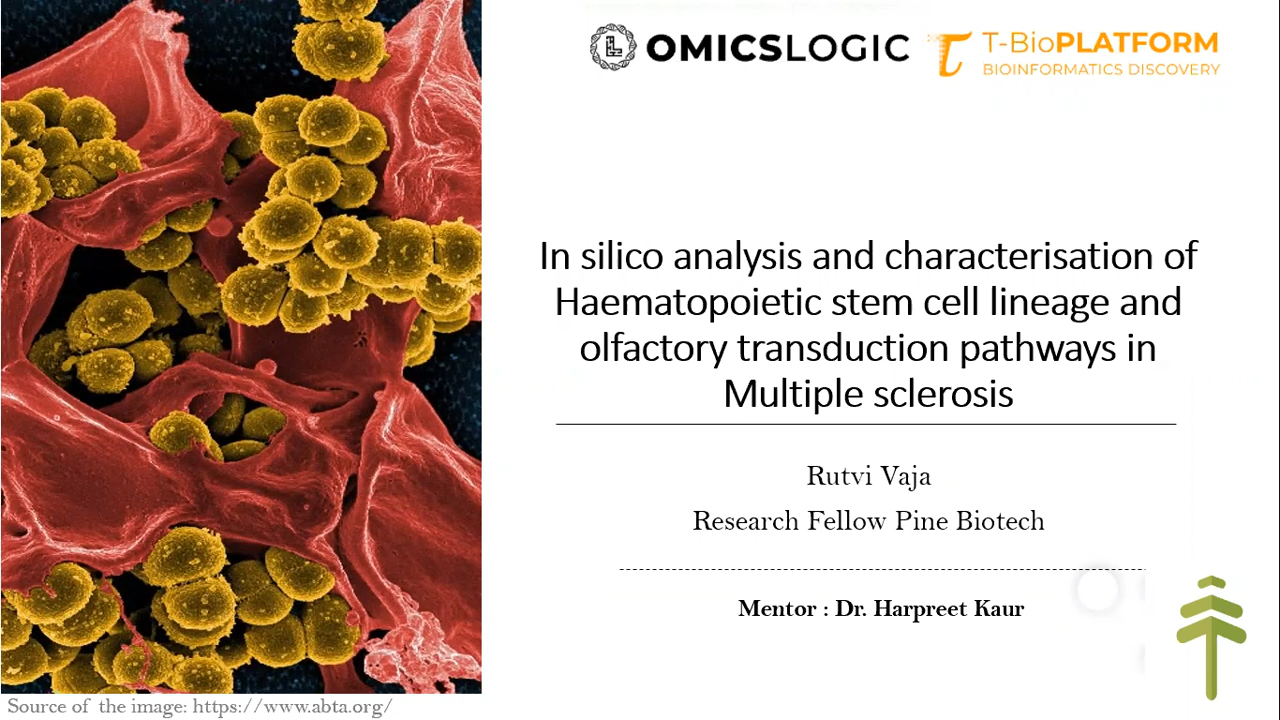 OMICSLOGIC
T-BioPLATFORM
BIOINFORMATICS DISCOVERY
In silico analysis and characterisation of
Haematopoietic stem cell lineage and
olfactory transduction pathways in
Multiple sclerosis
Rutvi Vaja
Research Fellow Pine Biotech
Mentor : Dr. Harpreet Kaur
Source of the image: https://www.abta.org/